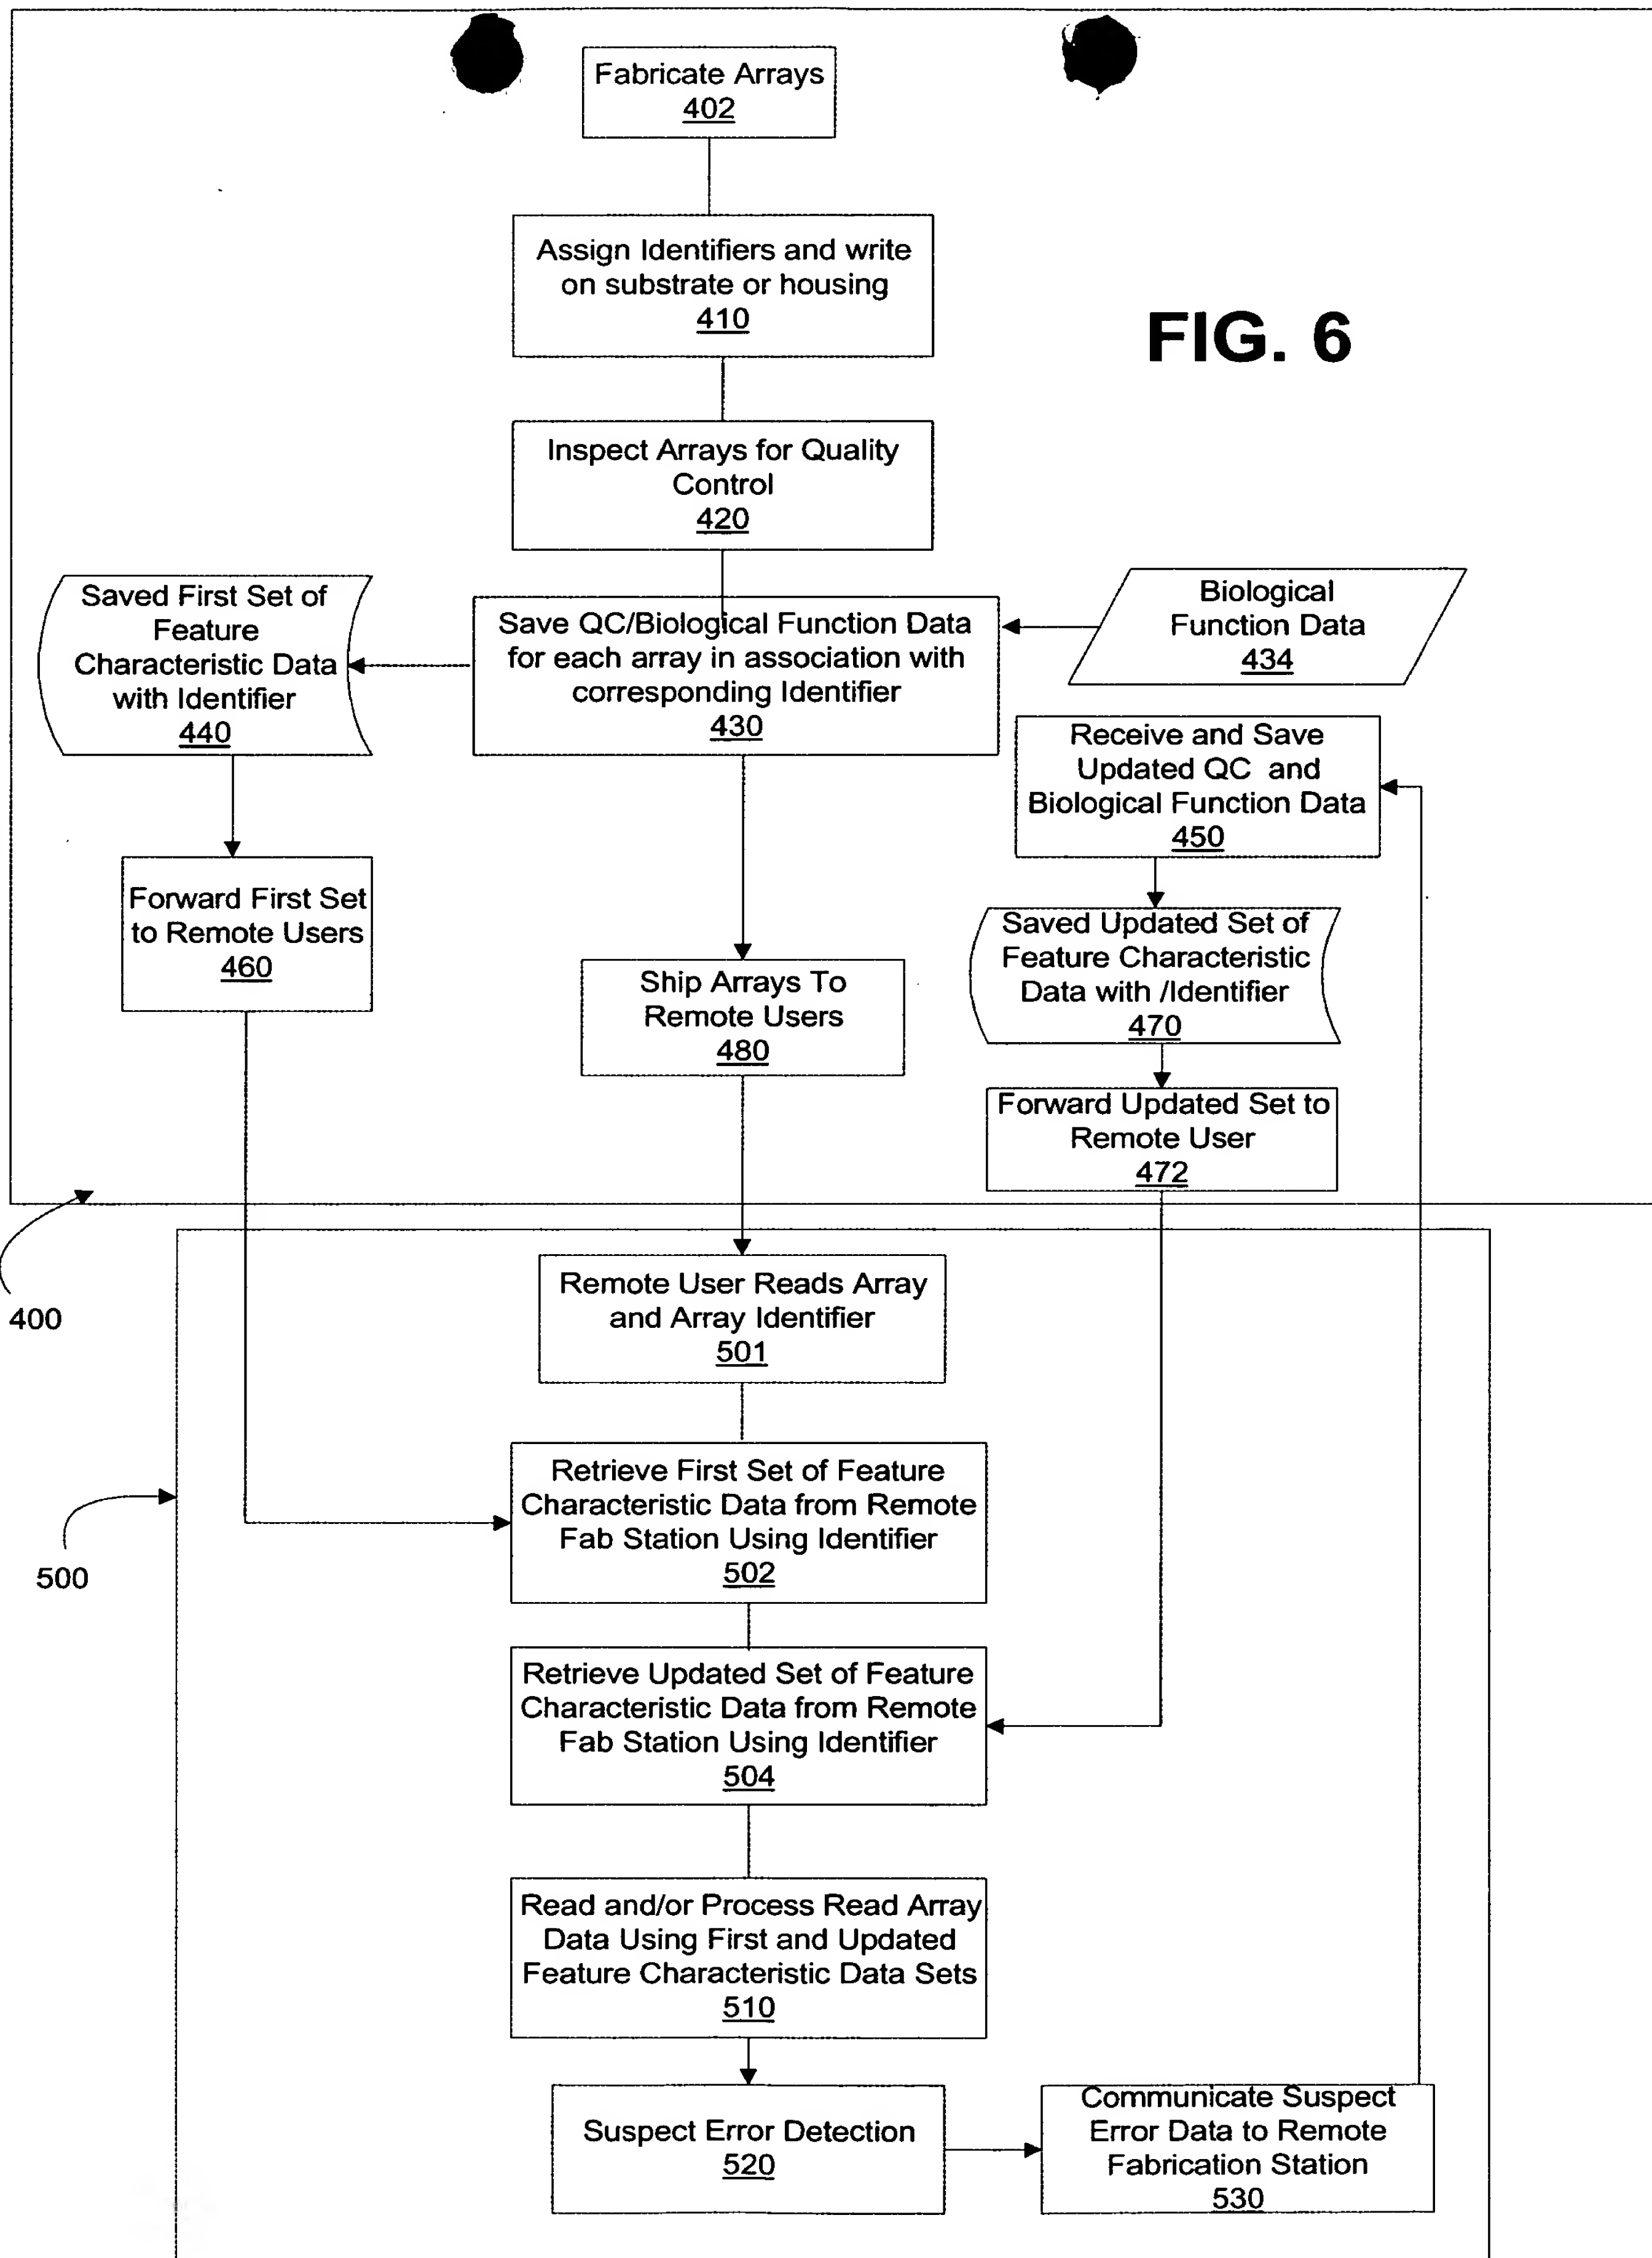 Fabricate Arrays
402
Assign Identifiers and write
on substrate or housing
410
FIG. 6
Inspect Arrays for Quality
Control
420
Saved First Set of
Feature
Characteristic Data
with Identifier
440
Save QC/Biological Function Data
for each array in association with
corresponding Identifier
430
Biological
Function Data
434
Receive and Save
Updated QC and
Biological Function Data
450
Forward First Set
to Remote Users
460
Ship Arrays To
Remote Users
480
Saved Updated Set of
Feature Characteristic
Data with /Identifier
470
Forward Updated Set to
Remote User
472
400
Remote User Reads Array
and Array Identifier
501
Retrieve First Set of Feature
Characteristic Data from Remote
Fab Station Using Identifier
502
500
Retrieve Updated Set of Feature
Characteristic Data from Remote
Fab Station Using Identifier
504
Read and/or Process Read Array
Data Using First and Updated
Feature Characteristic Data Sets
510
Suspect Error Detection
520
Communicate Suspect
Error Data to Remote
Fabrication Station
530